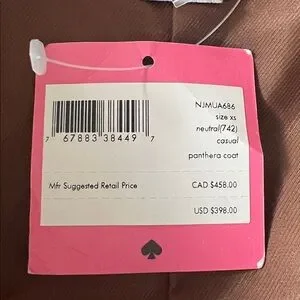 NJMUA686
size xs
neutral(742)
casual
panthera coat
7 67883 38449 7
Mfr Suggested Retail Price CAD $458.00
USD $398.00